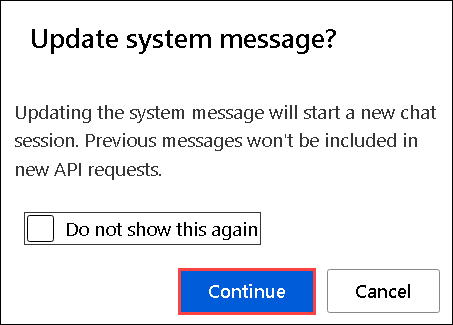 Update system message?
Updating the system message will start a new chat
session. Previous messages won't be included in
new API requests.
Do not show this again
Continue
Cancel